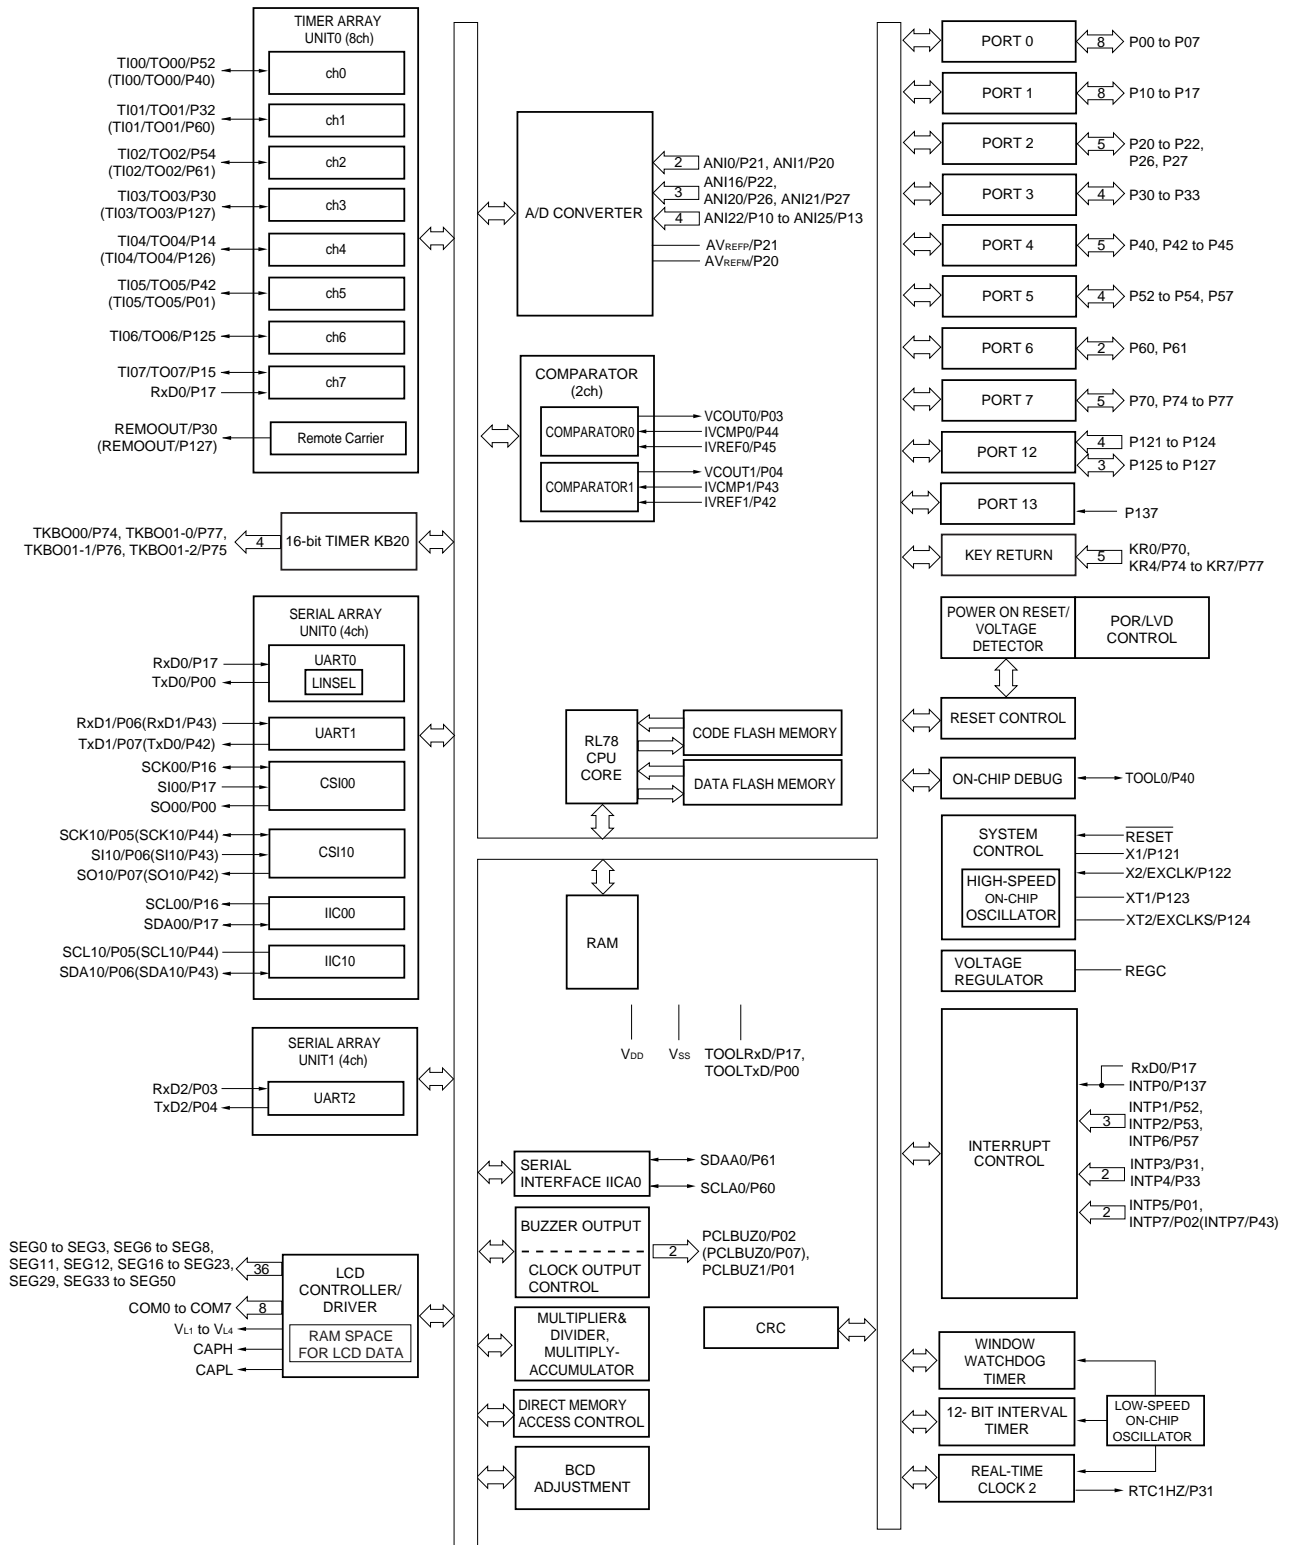 TIMER ARRAY
UNIT0 (8ch)
TI00/TO00/P52
(TI00/TO00/P40)
ch0
TI01/TO01/P32
(TI01/TO01/P60)
ch1
TI02/TO02/P54
(TI02/TO02/P61)
ch2
TI03/TO03/P30
(TI03/TO03/P127)
ch3
TI04/TO04/P14
(TI04/TO04/P126)
ch4
TI05/TO05/P42
(TI05/TO05/P01)
ch5
TI06/TO06/P125
ch6
TI07/TO07/P15
RxD0/P17
ch7
REMOOUT/P30
(REMOOUT/P127)
Remote Carrier
TKBO00/P74, TKBO01-0/P77,
TKBO01-1/P76, TKBO01-2/P75
4
16-bit TIMER KB20
SERIAL ARRAY
UNIT0 (4ch)
RxD0/P17
TxD0/P00
UART0
LINSEL
RxD1/P06(RxD1/P43)
TxD1/P07(TxD0/P42)
UART1
SCK00/P16
SI00/P17
SO00/P00
CSI00
SCK10/P05(SCK10/P44)
SI10/P06(SI10/P43)
SO10/P07(SO10/P42)
CSI10
SCL00/P16
SDA00/P17
IIC00
SCL10/P05(SCL10/P44)
SDA10/P06(SDA10/P43)
IIC10
SERIAL ARRAY
UNIT1 (4ch)
RxD2/P03
TxD2/P04
UART2
SEG0 to SEG3, SEG6 to SEG8,
SEG11, SEG12, SEG16 to SEG23,
SEG29, SEG33 to SEG50
36
COM0 to COM7
8
VL1 to VL4
CAPH
CAPL
LCD
CONTROLLER/
DRIVER
RAM SPACE
FOR LCD DATA
A/D CONVERTER
2
ANI0/P21, ANI1/P20
3
ANI16/P22,
ANI20/P26, ANI21/P27
4
ANI22/P10 to ANI25/P13
AVREFP/P21
AVREFM/P20
COMPARATOR
(2ch)
COMPARATOR0
VCOUT0/P03
IVCMP0/P44
IVREF0/P45
COMPARATOR1
VCOUT1/P04
IVCMP1/P43
IVREF1/P42
RL78
CPU
CORE
CODE FLASH MEMORY
DATA FLASH MEMORY
RAM
VDD
VSS
TOOLRxD/P17,
TOOLTxD/P00
SERIAL
INTERFACE IICA0
SDAA0/P61
SCLA0/P60
BUZZER OUTPUT
CLOCK OUTPUT
CONTROL
2
PCLBUZ0/P02
(PCLBUZ0/P07),
PCLBUZ1/P01
MULTIPLIER&
DIVIDER,
MULITIPLY-
ACCUMULATOR
DIRECT MEMORY
ACCESS CONTROL
BCD
ADJUSTMENT
CRC
PORT 0
8
P00 to P07
PORT 1
8
P10 to P17
PORT 2
5
P20 to P22,
P26, P27
PORT 3
4
P30 to P33
PORT 4
5
P40, P42 to P45
PORT 5
4
P52 to P54, P57
PORT 6
2
P60, P61
PORT 7
5
P70, P74 to P77
PORT 12
4
P121 to P124
3
P125 to P127
PORT 13
P137
KEY RETURN
5
KR0/P70,
KR4/P74 to KR7/P77
POWER ON RESET/
VOLTAGE
DETECTOR
POR/LVD
CONTROL
RESET CONTROL
ON-CHIP DEBUG
TOOL0/P40
SYSTEM
CONTROL
HIGH-SPEED
ON-CHIP
OSCILLATOR
RESET
X1/P121
X2/EXCLK/P122
XT1/P123
XT2/EXCLKS/P124
VOLTAGE
REGULATOR
REGC
INTERRUPT
CONTROL
RxD0/P17
INTP0/P137
3
INTP1/P52,
INTP2/P53,
INTP6/P57
2
INTP3/P31,
INTP4/P33
2
INTP5/P01,
INTP7/P02(INTP7/P43)
WINDOW
WATCHDOG
TIMER
12- BIT INTERVAL
TIMER
LOW-SPEED
ON-CHIP
OSCILLATOR
REAL-TIME
CLOCK 2
RTC1HZ/P31